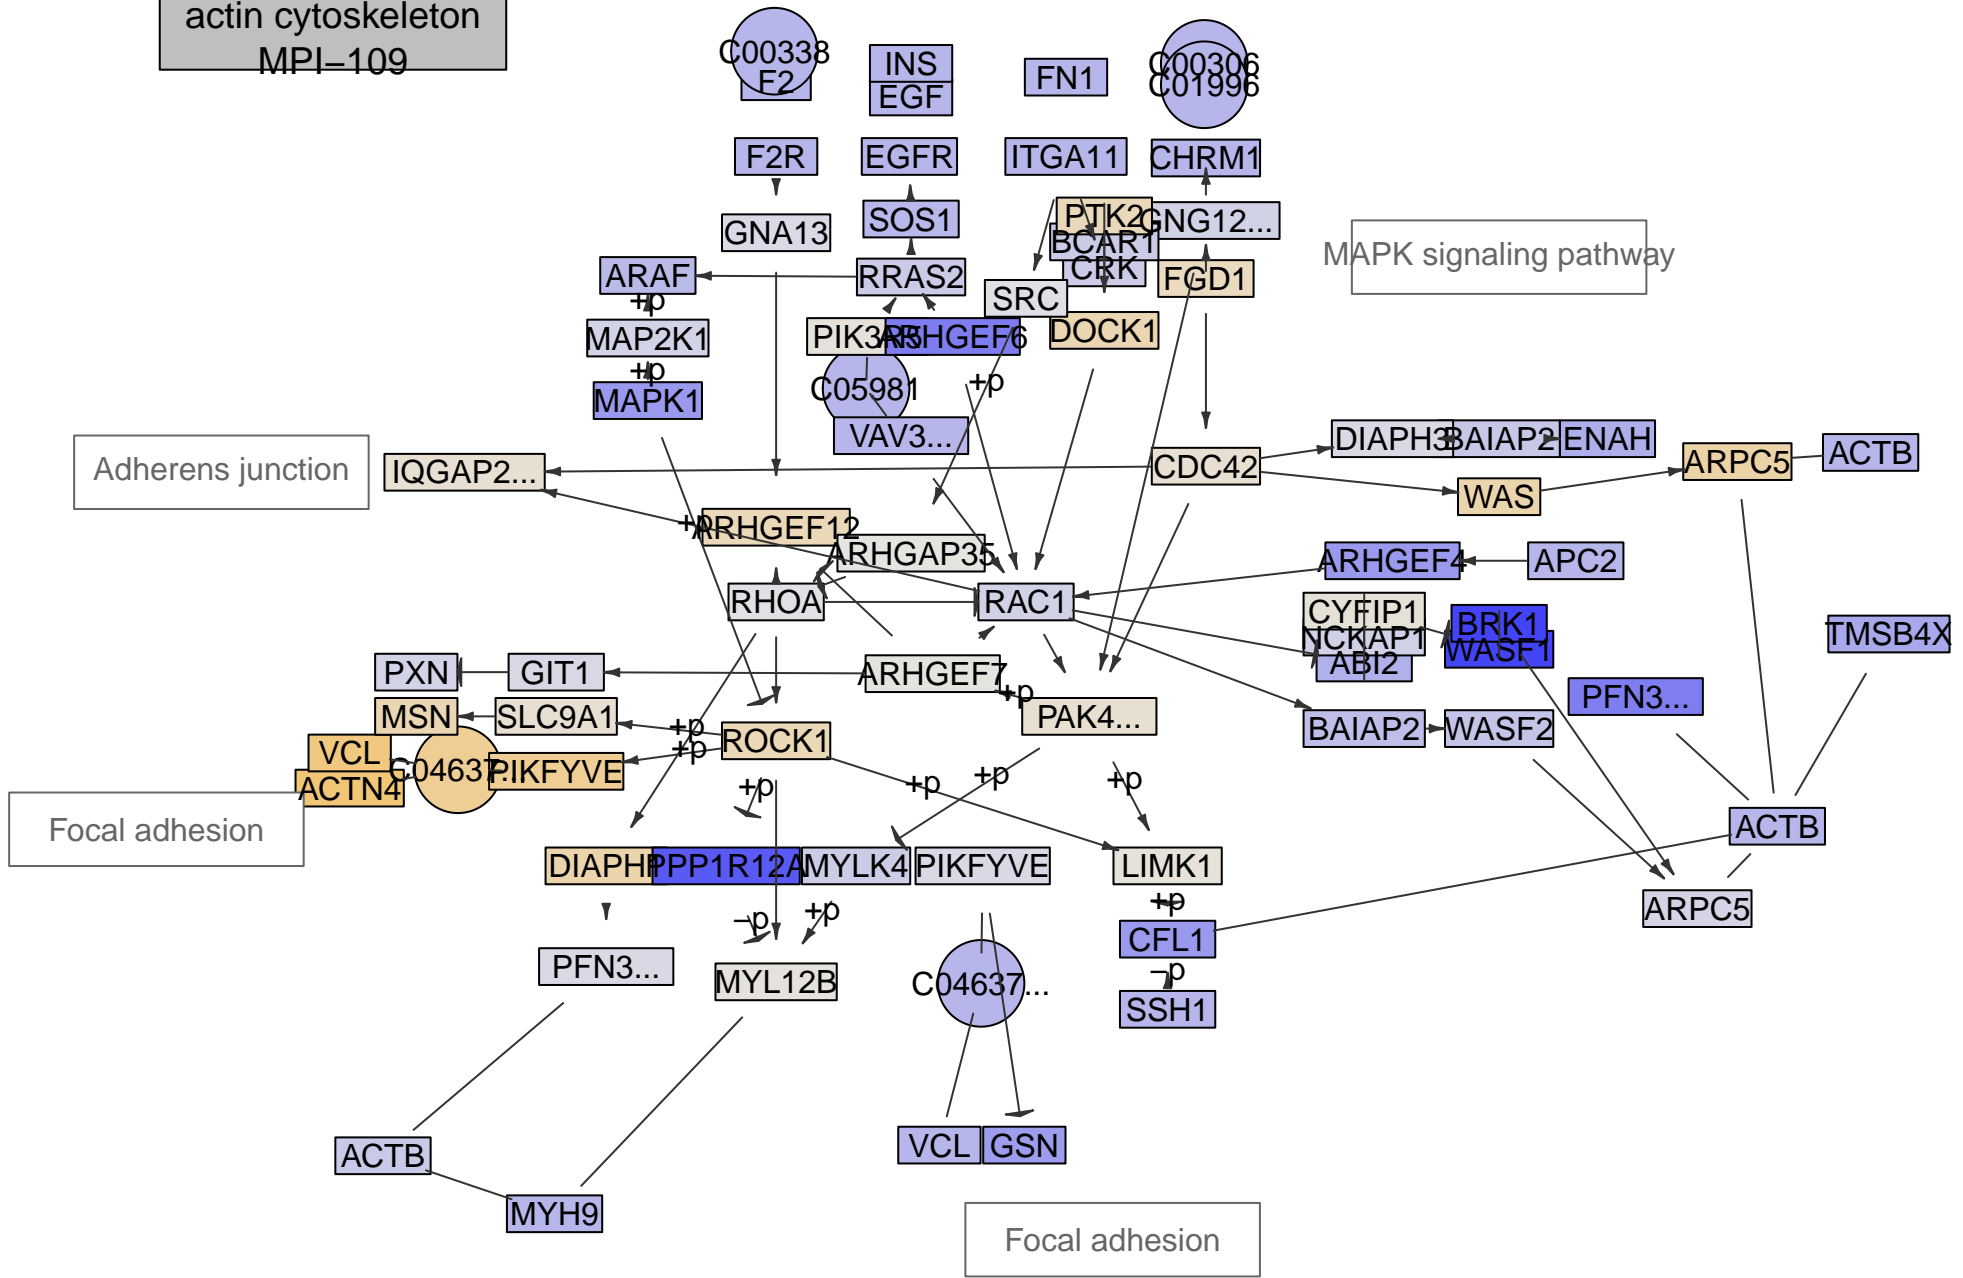 actin cytoskeleton
MPI−109
C00338
F2
INS
EGF
FN1
C00306
C01996
F2R
EGFR
ITGA11
CHRM1
GNA13
SOS1
PTK2
GNG12...
BCAR1
CRK
FGD1
MAPK signaling pathway
ARAF
RRAS2
SRC
+p
MAP2K1
ARHGEF6
DOCK1
+p
MAPK1
C05981
+p
VAV3...
Adherens junction
IQGAP2...
CDC42
DIAPH3
BAIAP2
ENAH
ARPC5
ACTB
WAS
+p
ARHGEF12
ARHGAP35
ARHGEF4
APC2
RHOA
RAC1
CYFIP1
NCKAP1
ABI2
BRK1
WASF1
TMSB4X
PXN
GIT1
ARHGEF7
+p
PFN3...
MSN
SLC9A1
+p
PAK4...
BAIAP2
WASF2
VCL
ACTN4
C04637...
PIKFYVE
+p
ROCK1
+p
+p
+p
+p
Focal adhesion
ACTB
PPP1R12A
MYLK4
PIKFYVE
LIMK1
+p
ARPC5
−p
+p
CFL1
PFN3...
MYL12B
C04637...
−p
SSH1
ACTB
VCL
GSN
MYH9
Focal adhesion